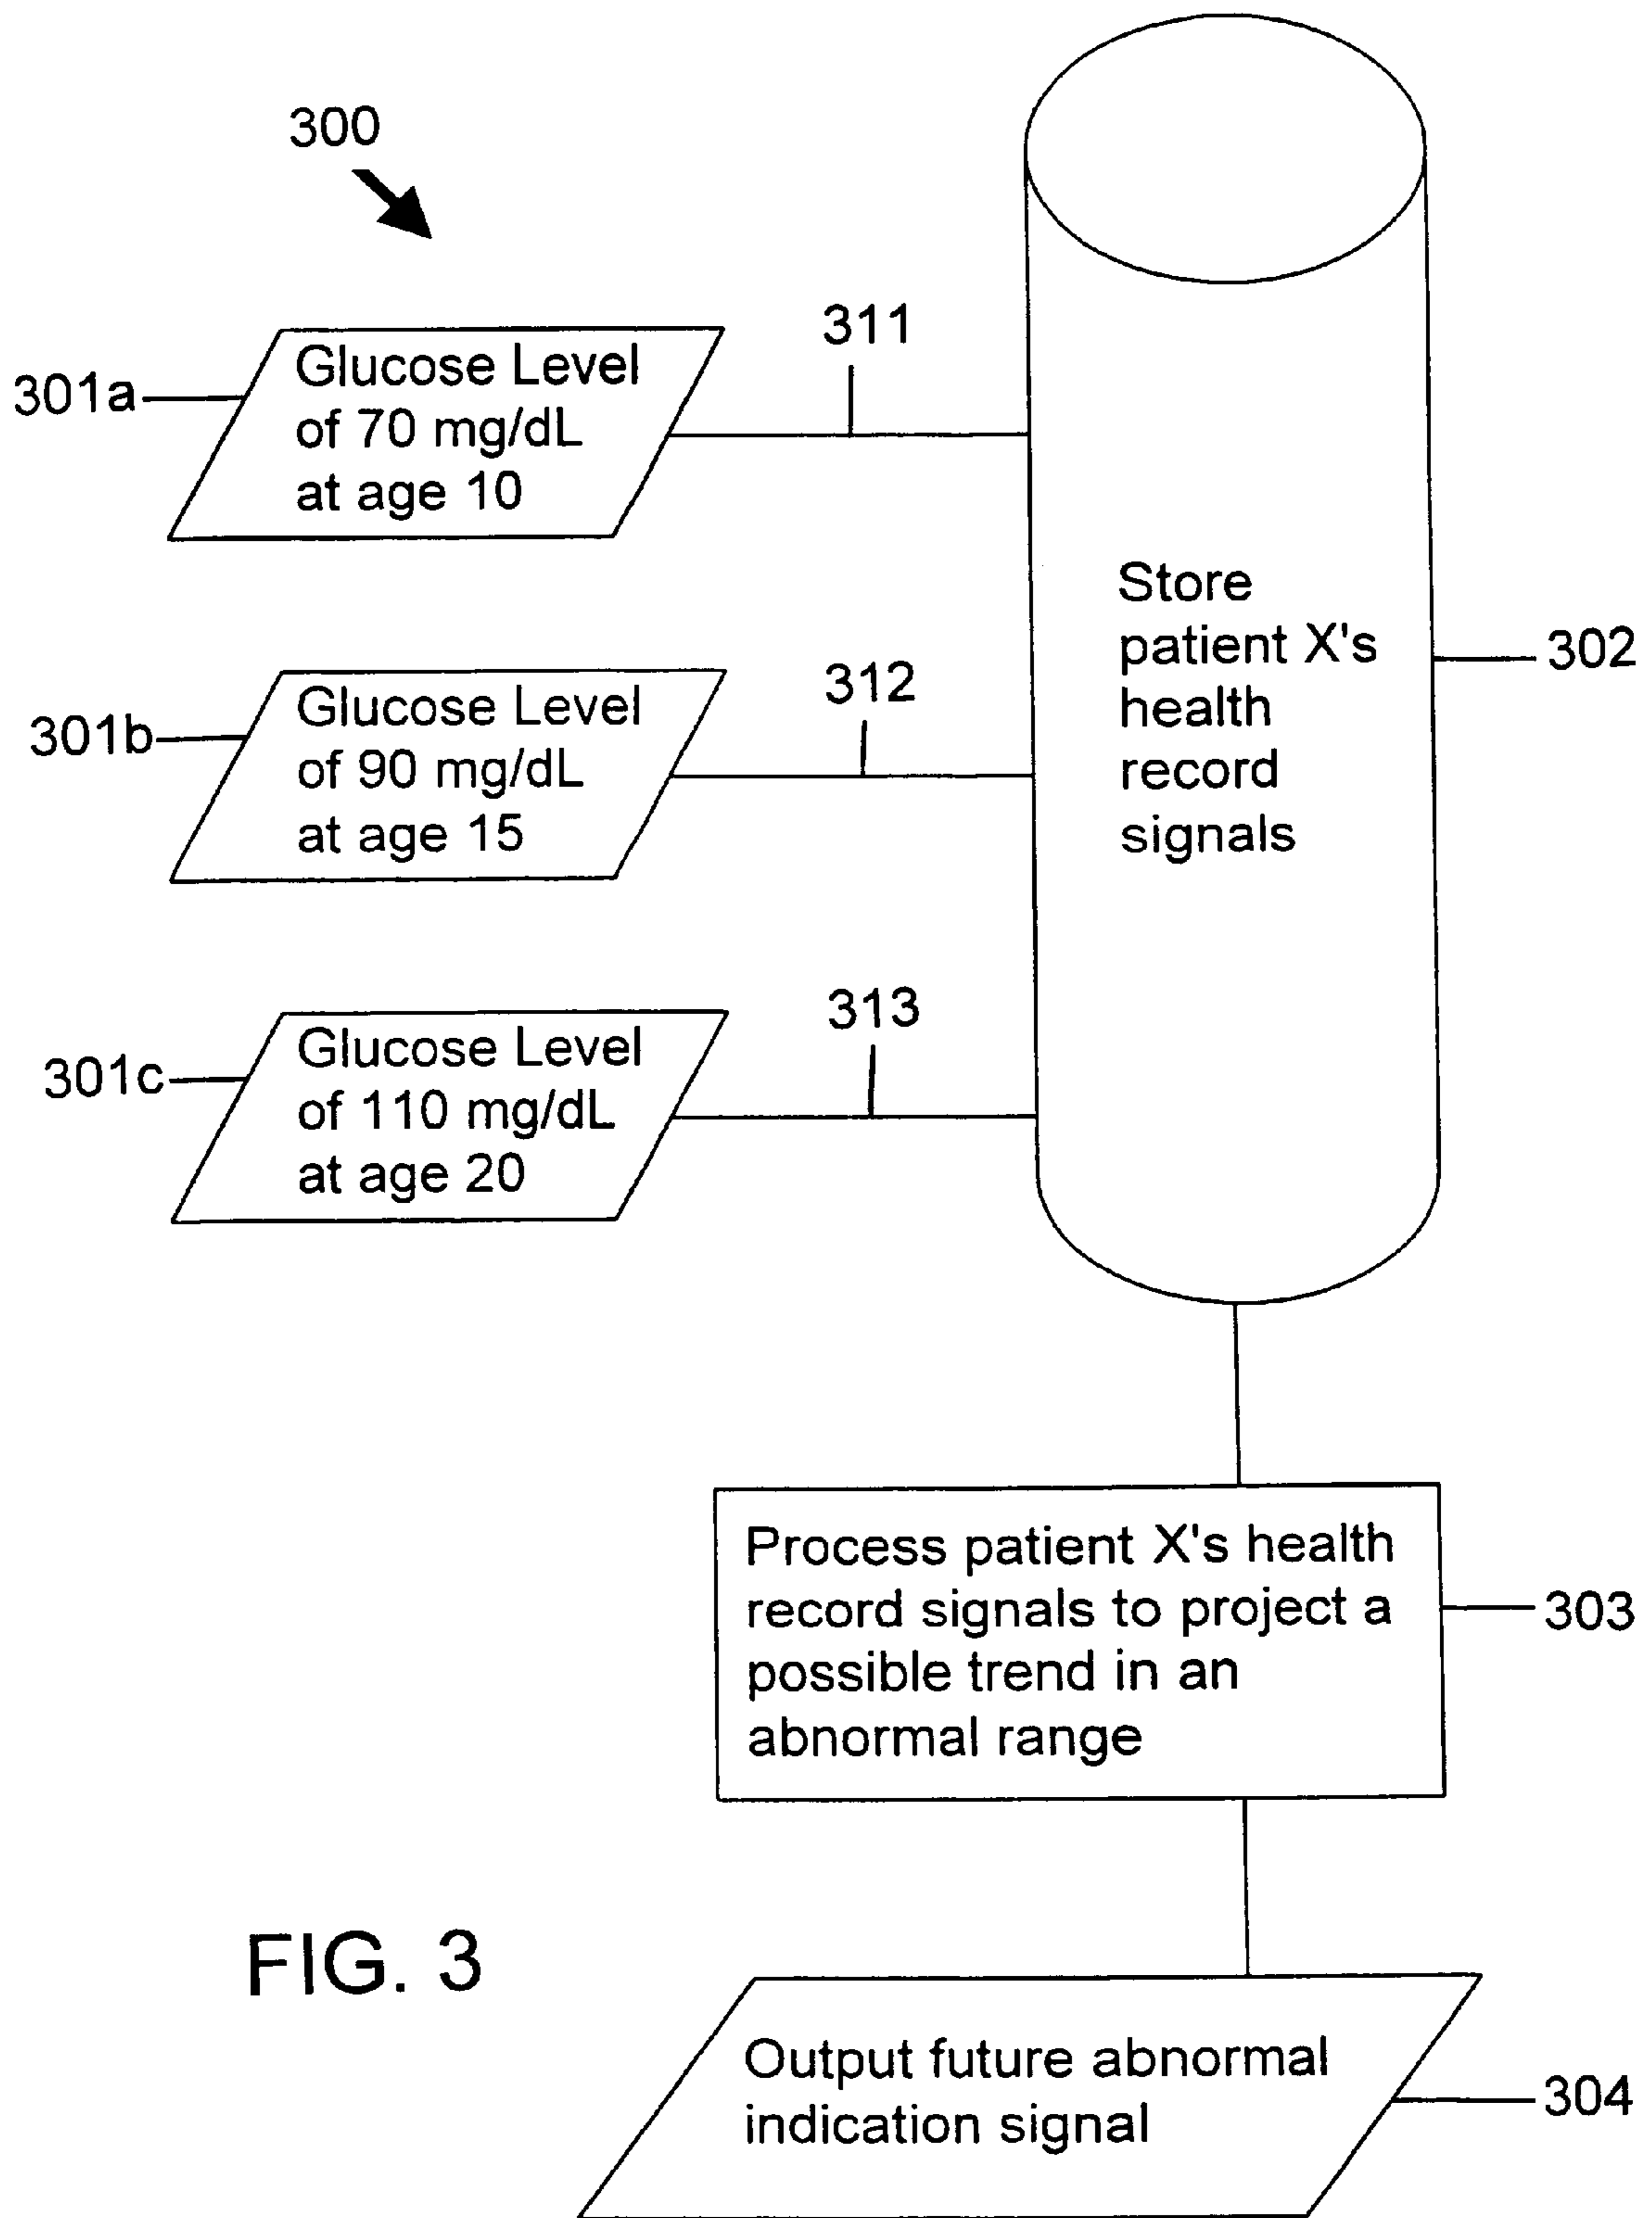 300
311
301a
Glucose Level
of 70 mg/dL
at age 10
Store
patient X's
health
record
signals
302
312
301b
Glucose Level
of 90 mg/dL
at age 15
313
301c
Glucose Level
of 110 mg/dL
at age 20
Process patient X's health
record signals to project a
possible trend in an
abnormal range
303
FIG. 3
Output future abnormal
indication signal
304